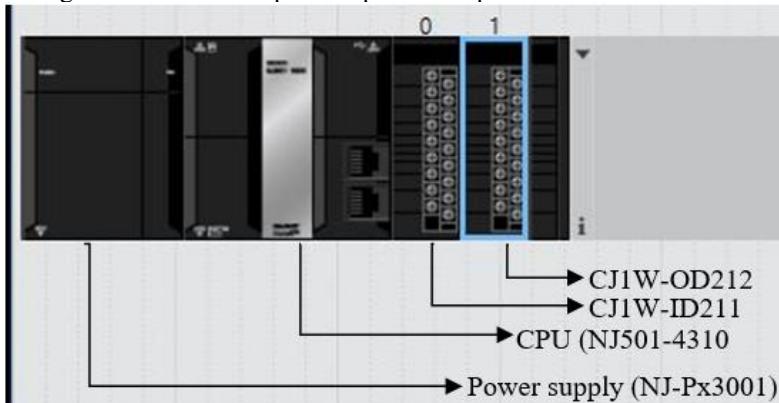 0 1
CJ1W-OD212
CJ1W-ID211
CPU (NJ501-4310
Power supply (NJ-Px3001)